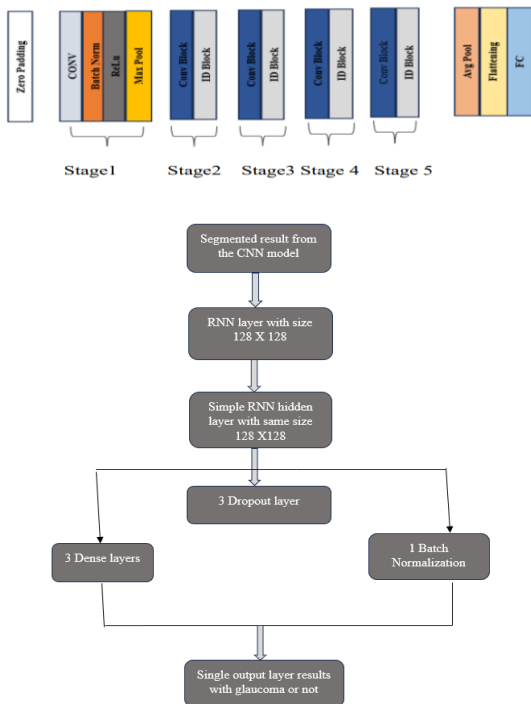 Zero Padding
CONV
Batch Norm
ReLu
Max Pool
Conv Block
ID Block
Conv Block
ID Block
Conv Block
ID Block
Conv Block
ID Block
Avg Pool
Flattening
FC
Stage1
Stage2
Stage3
Stage 4
Stage 5
Segmented result from
the CNN model
RNN layer with size
128 X 128
Simple RNN hidden
layer with same size
128 X128
3 Dropout layer
3 Dense layers
1 Batch
Normalization
Single output layer results
with glaucoma or not